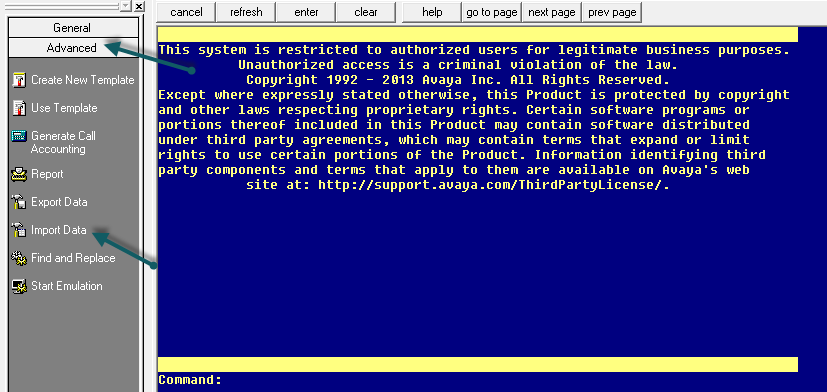 cancel refresh enter clear help go to page next page prev page
General
Advanced
Create New Template
Use Template
Generate Call
Accounting
Report
Export Data
Import Data
Find and Replace
Start Emulation
This system is restricted to authorized users for legitimate business purposes.
Unauthorized access is a criminal violation of the law.
Copyright 1992 - 2013 Avaya Inc. All Rights Reserved.
Except where expressly stated otherwise, this Product is protected by copyright
and other laws respecting proprietary rights. Certain software programs or
portions thereof included in this Product may contain software distributed
under third party agreements, which may contain terms that expand or limit
rights to use certain portions of the Product. Information identifying third
party components and terms that apply to them are available on Avaya's web
site at: http://support.avaya.com/ThirdPartyLicense/.
Command: